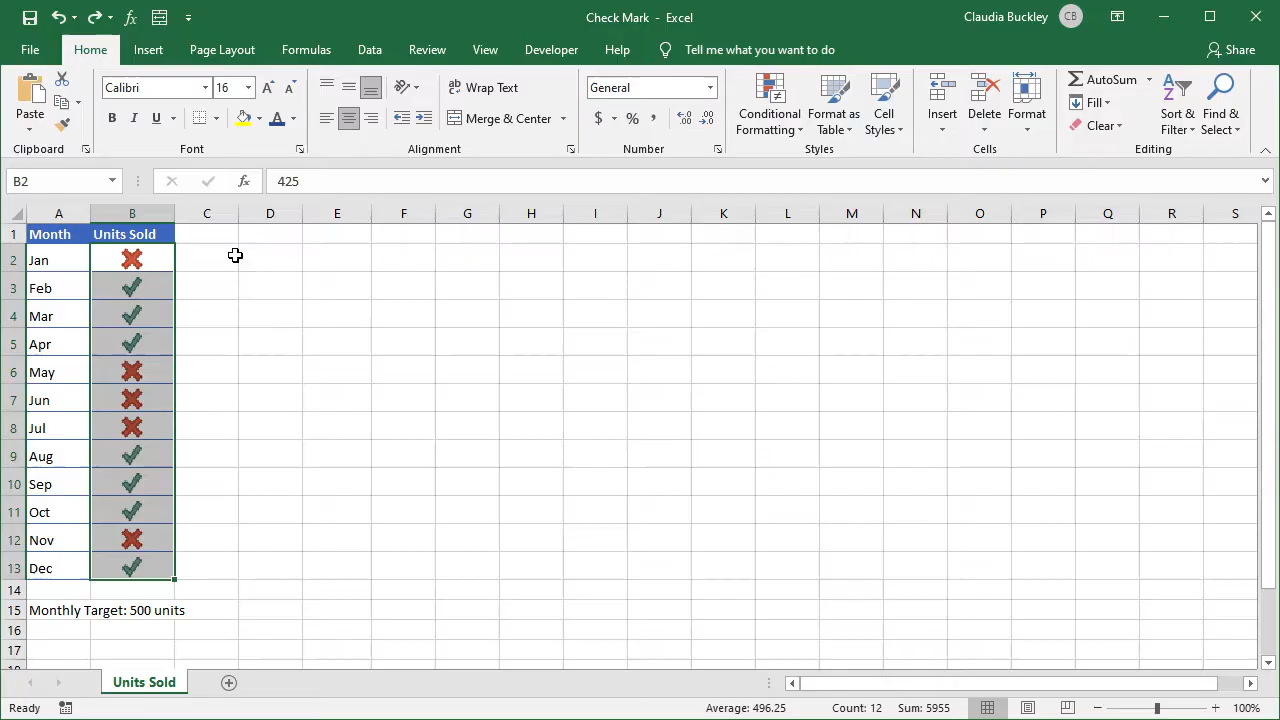 Check Mark - Excel
Claudia Buckley CB
File Home Insert Page Layout Formulas Data Review View Developer Help Tell me what you want to do Share
Paste
Calibri 16
B I U
Wrap Text
Merge & Center
General
$ % ,
Conditional Formatting
Format as Table
Cell Styles
Insert Delete Format
AutoSum
Fill
Clear
Sort & Filter
Find & Select
Clipboard Font Alignment Number Styles Cells Editing
B2 fx 425
A B C D E F G H I J K L M N O P Q R S
1 Month Units Sold
2 Jan
3 Feb
4 Mar
5 Apr
6 May
7 Jun
8 Jul
9 Aug
10 Sep
11 Oct
12 Nov
13 Dec
14
15 Monthly Target: 500 units
16
17
18
Units Sold
Ready Average: 496.25 Count: 12 Sum: 5955 100%